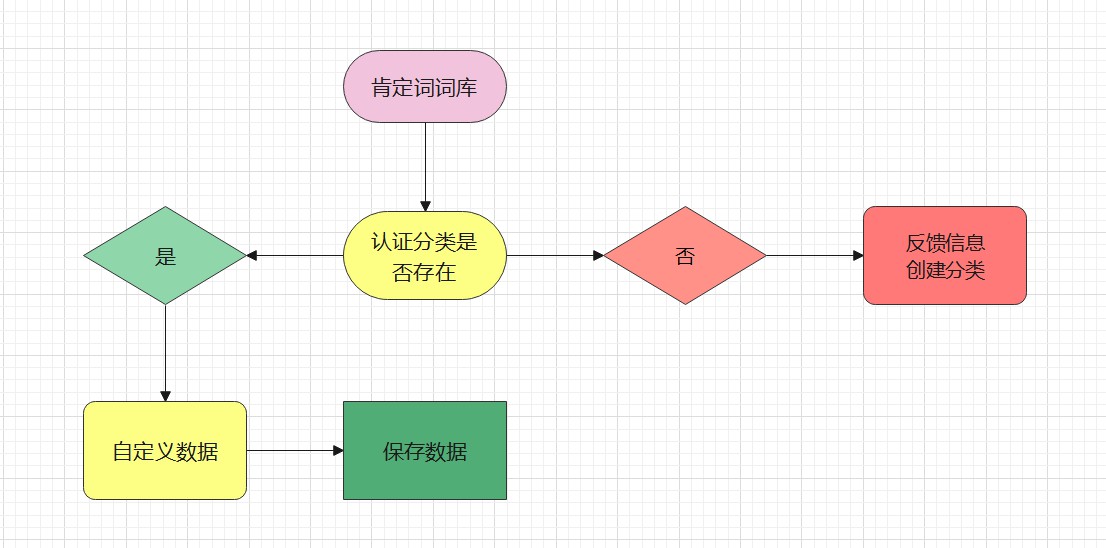 肯定词词库
是
认证分类是
否存在
否
反馈信息
创建分类
自定义数据
保存数据